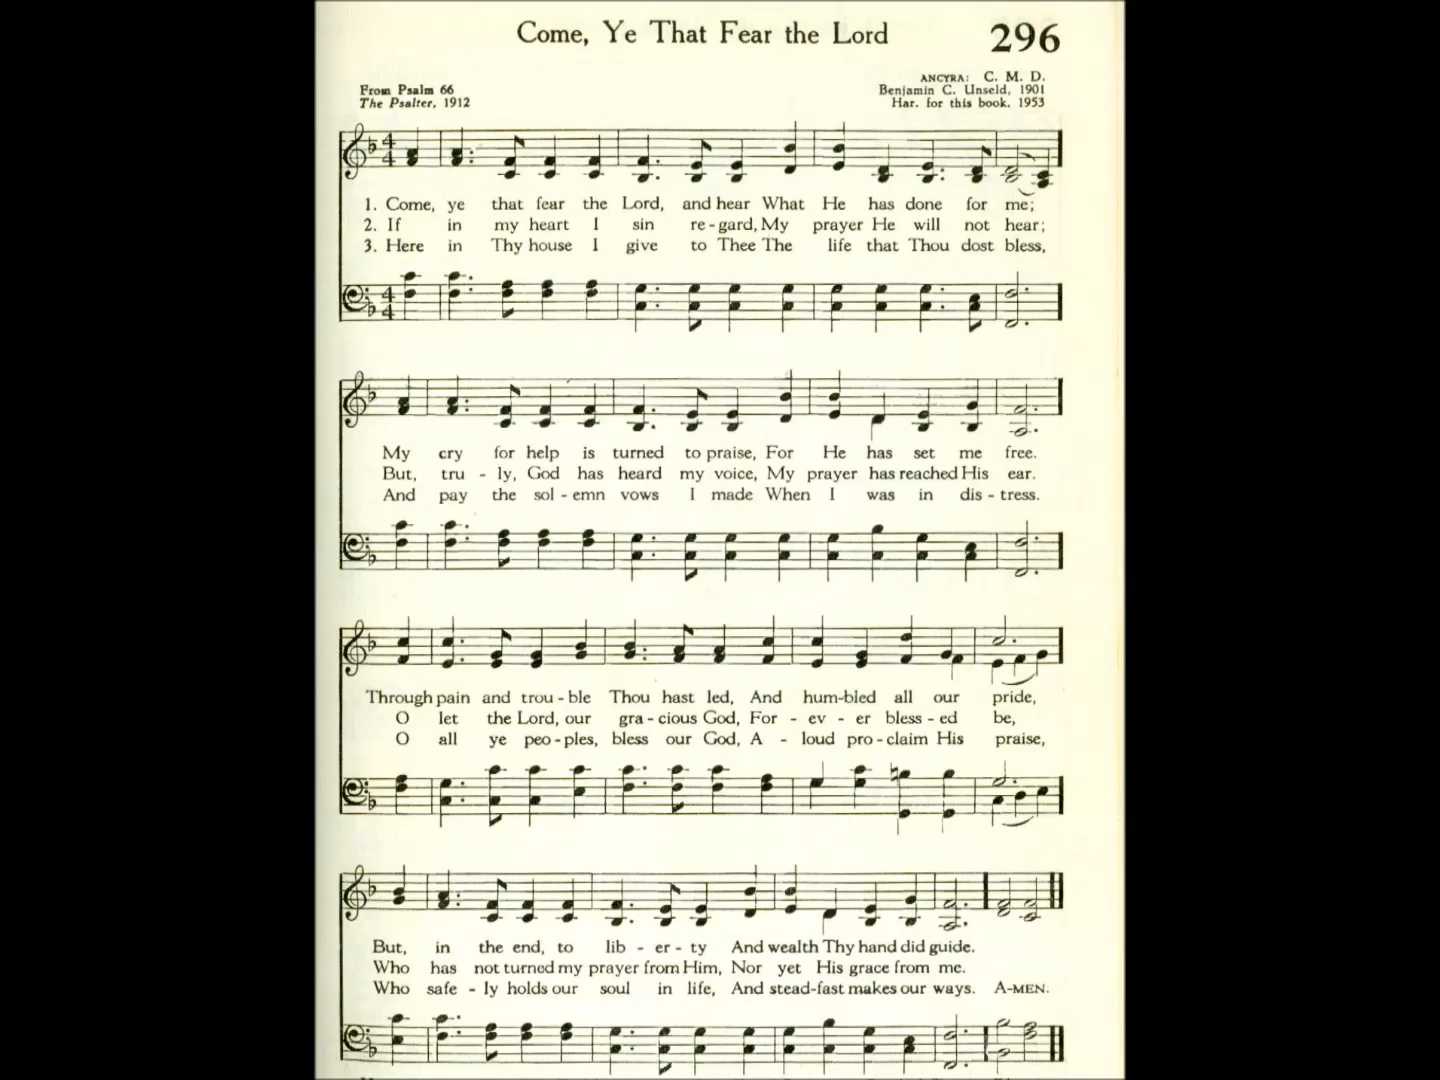 Come, Ye That Fear the Lord
296
From Psalm 66
The Psalter, 1912
ANCYRA: C. M. D.
Benjamin C. Unseld, 1901
Har. for this book, 1953
1. Come, ye that fear the Lord, and hear What He has done for me;
2. If in my heart I sin re-gard, My prayer He will not hear;
3. Here in Thy house I give to Thee The life that Thou dost bless,
My cry for help is turned to praise, For He has set me free.
But, tru - ly, God has heard my voice, My prayer has reached His ear.
And pay the sol - emn vows I made When I was in dis - tress.
Through pain and trou - ble Thou hast led, And hum-bled all our pride,
O let the Lord, our gra - cious God, For - ev - er bless - ed be,
O all ye peo - ples, bless our God, A - loud pro - claim His praise,
But, in the end, to lib - er - ty And wealth Thy hand did guide.
Who has not turned my prayer from Him, Nor yet His grace from me.
Who safe - ly holds our soul in life, And stead-fast makes our ways. A-MEN.